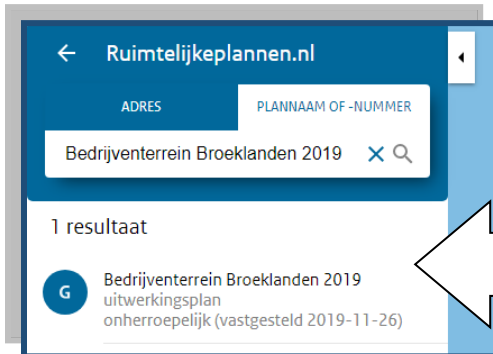 Ruimtelijkeplannen.nl
ADRES PLANNAAM OF -NUMMER
Bedrijventerrein Broeklanden 2019
1 resultaat
G Bedrijventerrein Broeklanden 2019
uitwerkingsplan
onherroepelijk (vastgesteld 2019-11-26)